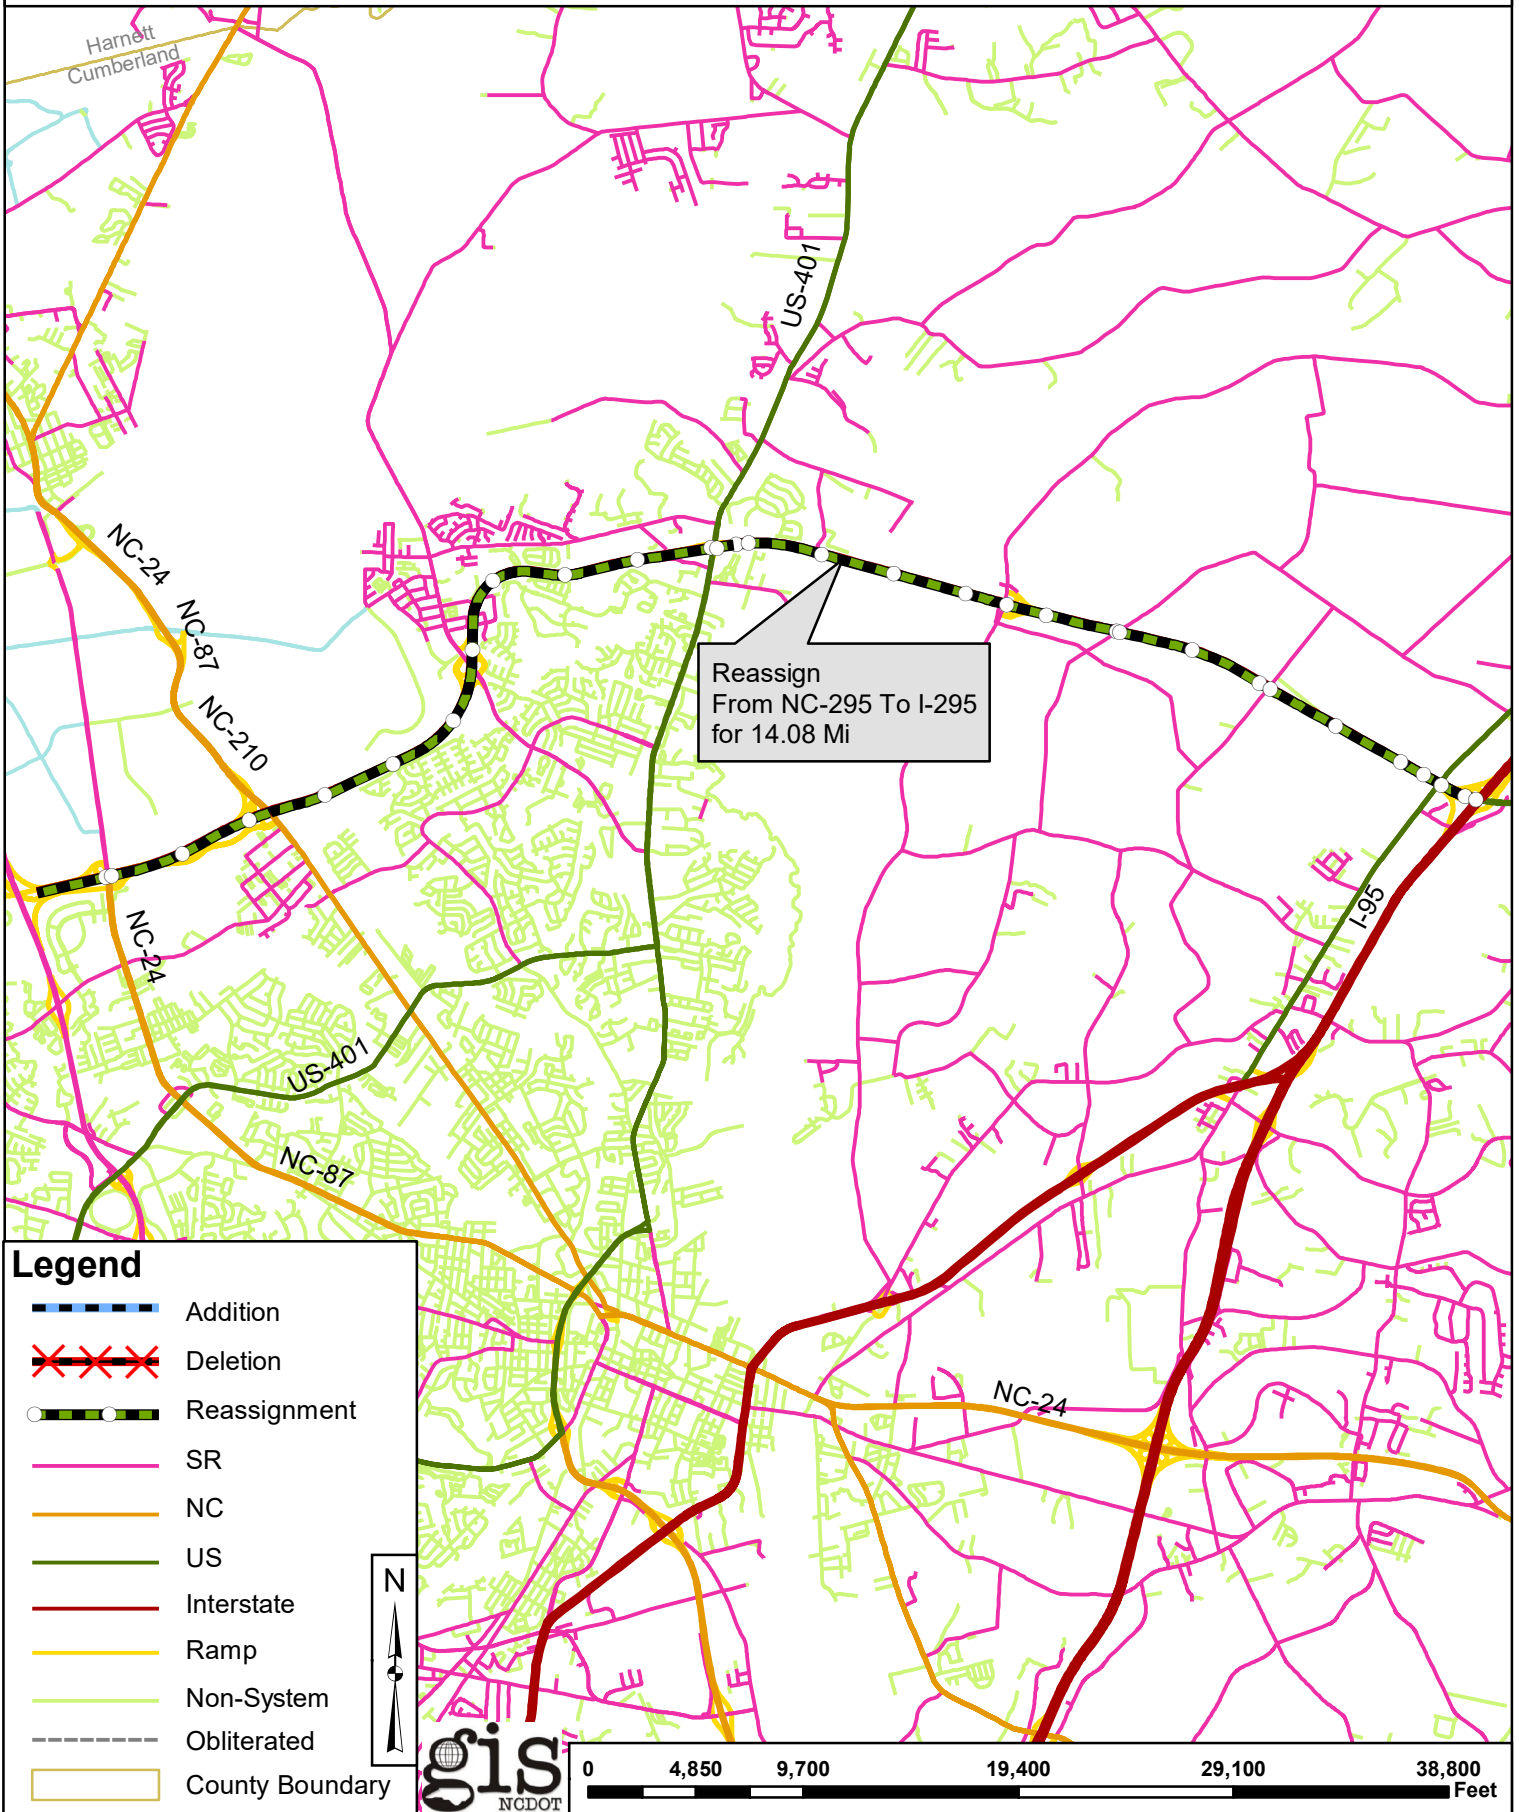 Harnett
Cumberland
US-401
NC-24
NC-87
NC-210
Reassign
From NC-295 To I-295
for 14.08 Mi
I-95
NC-24
US-401
NC-87
NC-24
Legend
Addition
Deletion
Reassignment
SR
NC
US
Interstate
Ramp
Non-System
Obliterated
County Boundary
N
gis
NCDOT
0 4,850 9,700 19,400 29,100 38,800
Feet